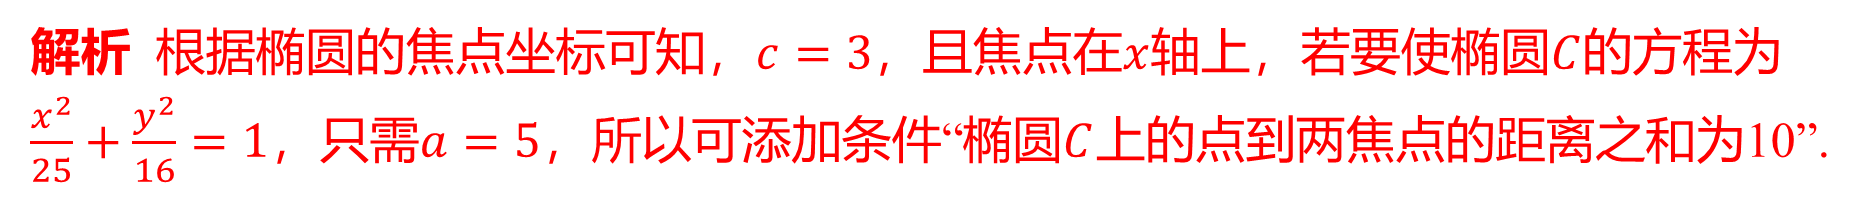 解析 根据椭圆的焦点坐标可知，c = 3，且焦点在x轴上，若要使椭圆C的方程为
x²/25 + y²/16 = 1，只需a = 5，所以可添加条件“椭圆C上的点到两焦点的距离之和为10”.